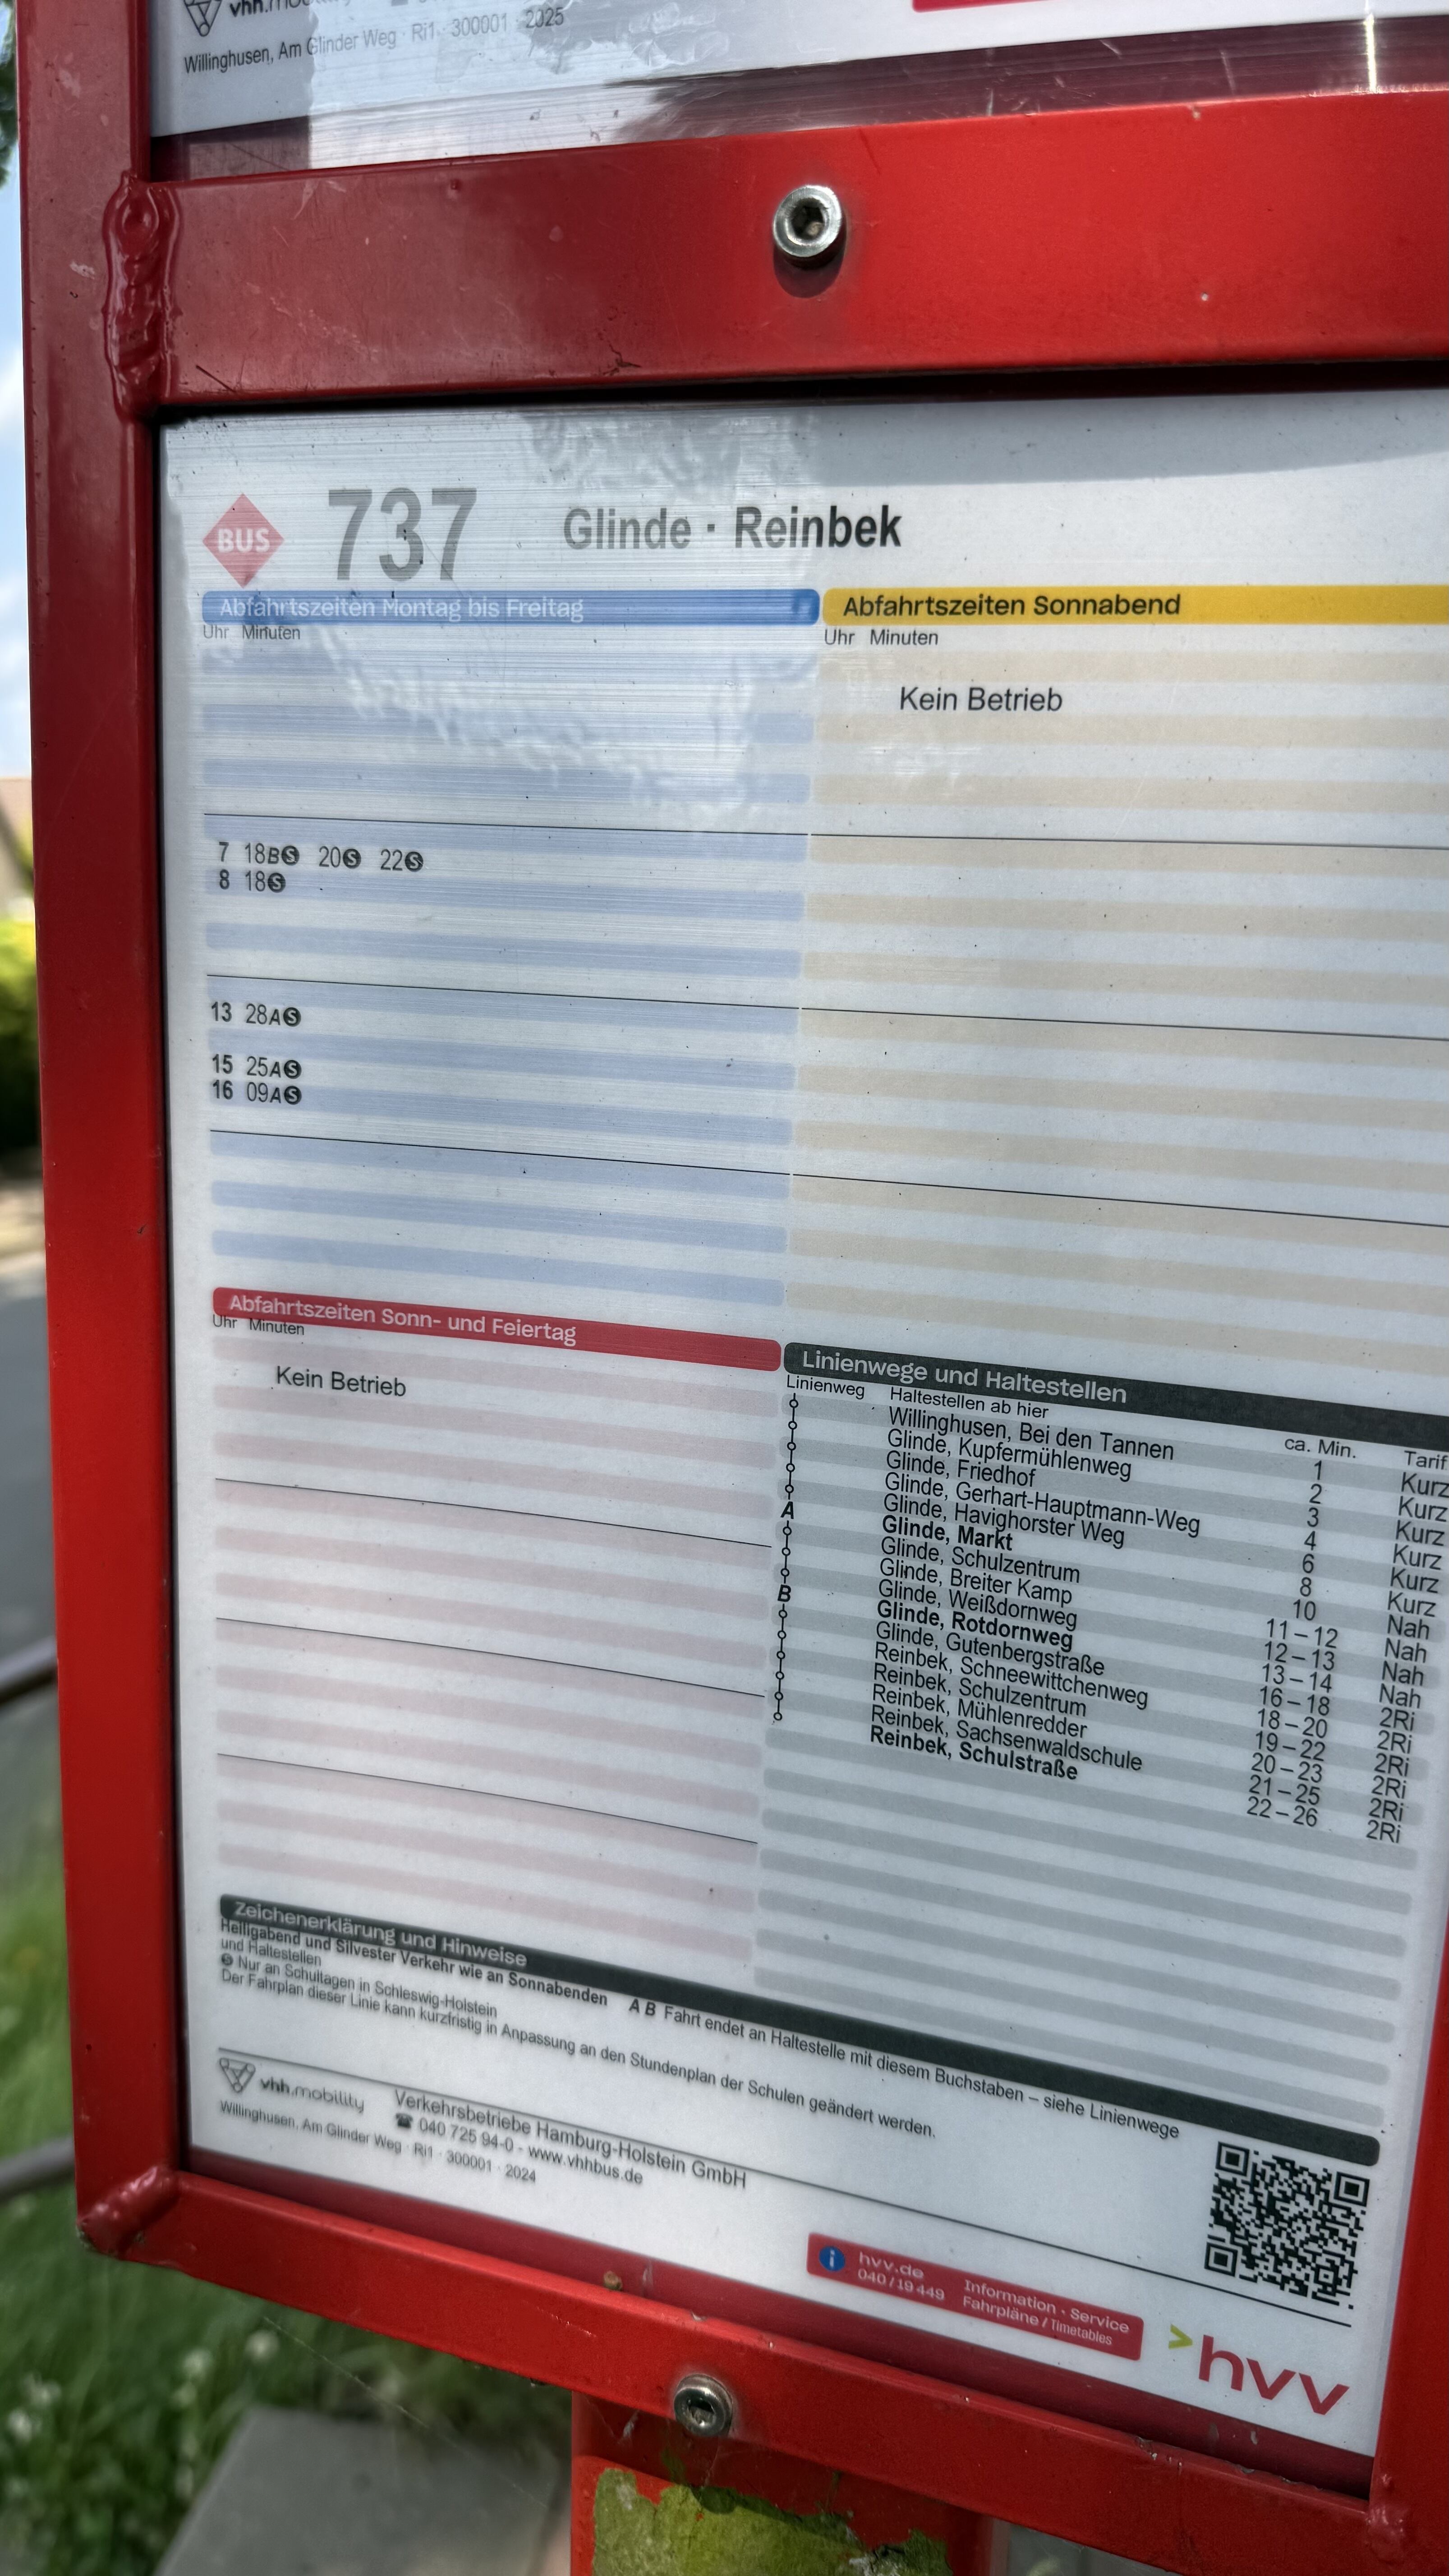 vhh.mobility
Willinghusen, Am Glinder Weg · Ri1 · 300001 · 2025
BUS 737 Glinde · Reinbek
Abfahrtszeiten Montag bis Freitag
Uhr Minuten
7 18BS 20S 22S
8 18S
13 28AS
15 25AS
16 09AS
Abfahrtszeiten Sonnabend
Uhr Minuten
Kein Betrieb
Abfahrtszeiten Sonn- und Feiertag
Uhr Minuten
Kein Betrieb
Linienwege und Haltestellen
Linienweg Haltestellen ab hier ca. Min. Tarif
Willinghusen, Bei den Tannen 1 Kurz
Glinde, Kupfermühlenweg 2 Kurz
Glinde, Friedhof 3 Kurz
Glinde, Gerhart-Hauptmann-Weg 4 Kurz
Glinde, Havighorster Weg 6 Kurz
A Glinde, Markt 8 Kurz
Glinde, Schulzentrum 10 Nah
Glinde, Breiter Kamp 11–12 Nah
Glinde, Weißdornweg 12–13 Nah
B Glinde, Rotdornweg 13–14 Nah
Glinde, Gutenbergstraße 16–18 2Ri
Reinbek, Schneewittchenweg 18–20 2Ri
Reinbek, Schulzentrum 19–22 2Ri
Reinbek, Mühlenredder 20–23 2Ri
Reinbek, Sachsenwaldschule 21–25 2Ri
Reinbek, Schulstraße 22–26 2Ri
Zeichenerklärung und Hinweise
Heiligabend und Silvester Verkehr wie an Sonnabenden A B Fahrt endet an Haltestelle mit diesem Buchstaben – siehe Linienwege
und Haltestellen
S Nur an Schultagen in Schleswig-Holstein
Der Fahrplan dieser Linie kann kurzfristig in Anpassung an den Stundenplan der Schulen geändert werden.
vhh.mobility
Verkehrsbetriebe Hamburg-Holstein GmbH
☎ 040 725 94-0 - www.vhhbus.de
Willinghusen, Am Glinder Weg · Ri1 · 300001 · 2024
i hvv.de Information · Service
040/19 449 Fahrpläne / Timetables
>hvv